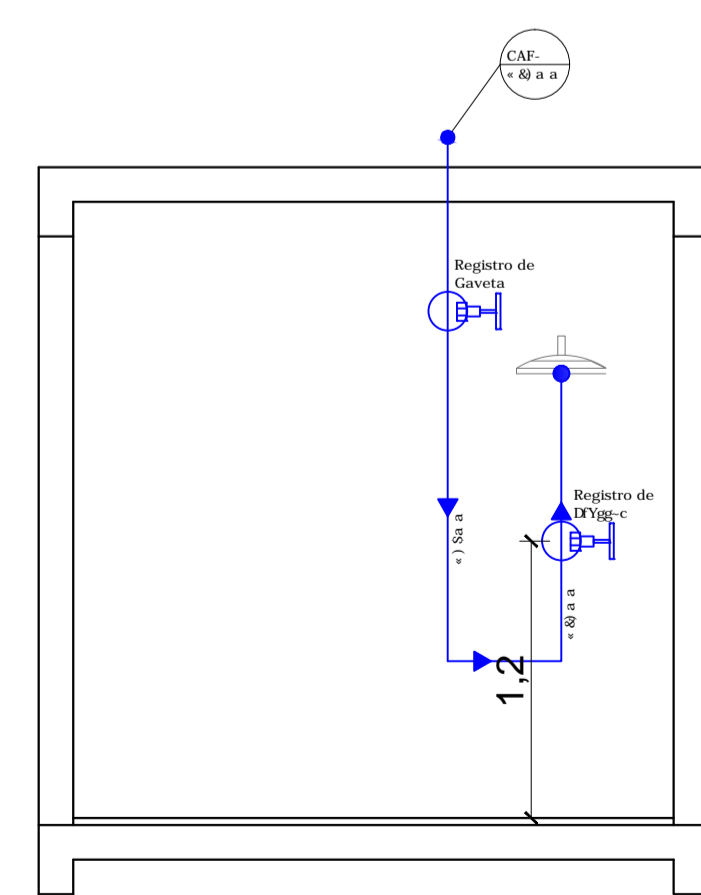 CAF-
« &) a a
Registro de
Gaveta
Registro de
DfYgg~c
« ) Sa a
« &) a a
1,2